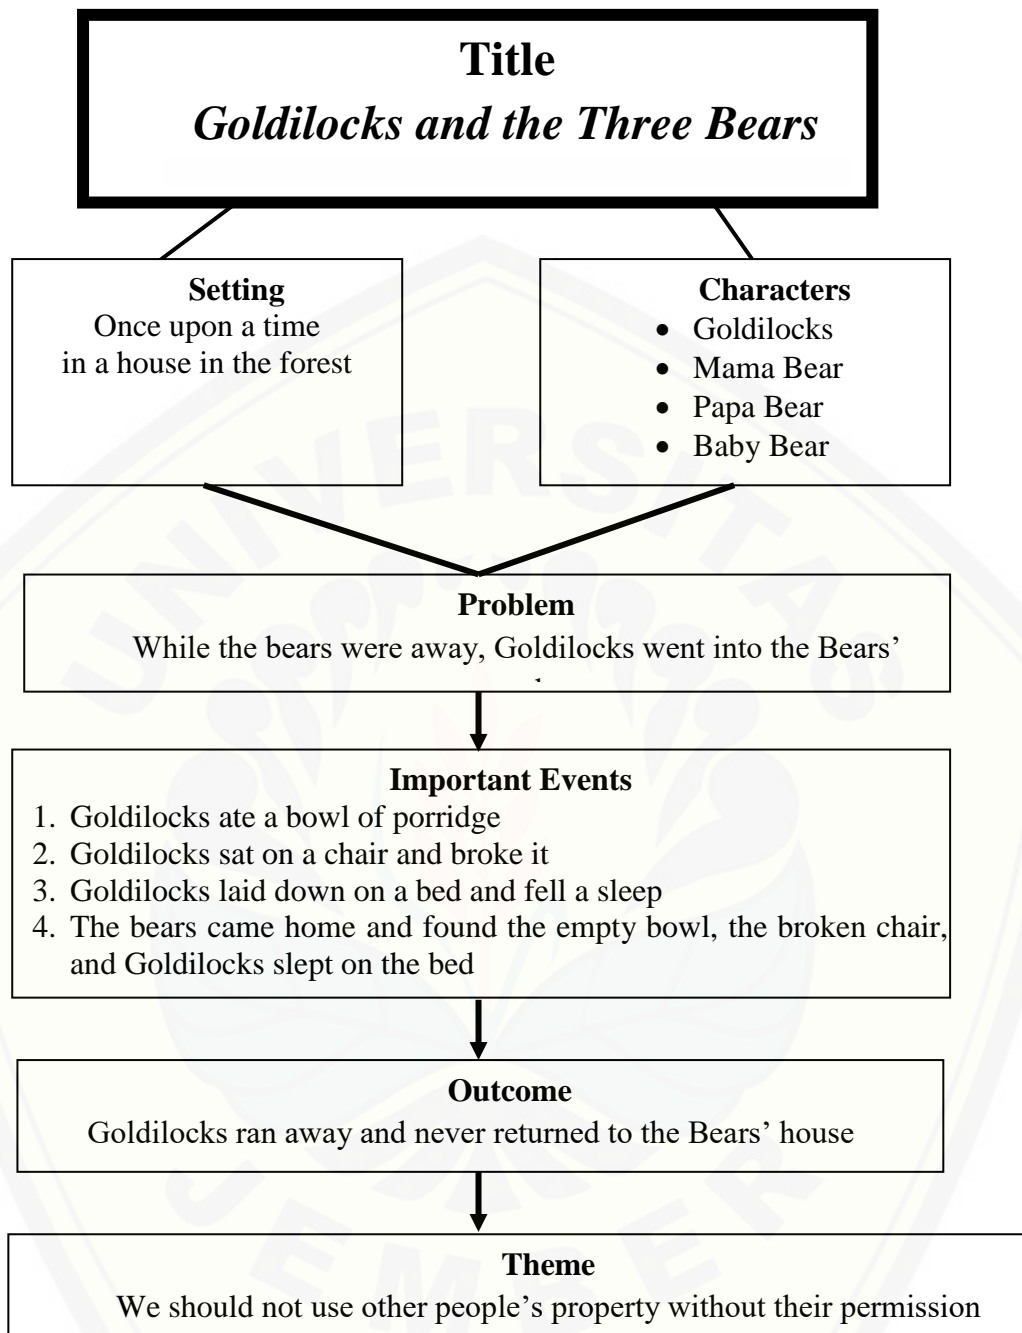 Title
Goldilocks and the Three Bears
Setting
Once upon a time
in a house in the forest
Characters
• Goldilocks
• Mama Bear
• Papa Bear
• Baby Bear
Problem
While the bears were away, Goldilocks went into the Bears’
Important Events
1. Goldilocks ate a bowl of porridge
2. Goldilocks sat on a chair and broke it
3. Goldilocks laid down on a bed and fell a sleep
4. The bears came home and found the empty bowl, the broken chair,
and Goldilocks slept on the bed
Outcome
Goldilocks ran away and never returned to the Bears’ house
Theme
We should not use other people’s property without their permission
UNIVERSITAS
JEMBER